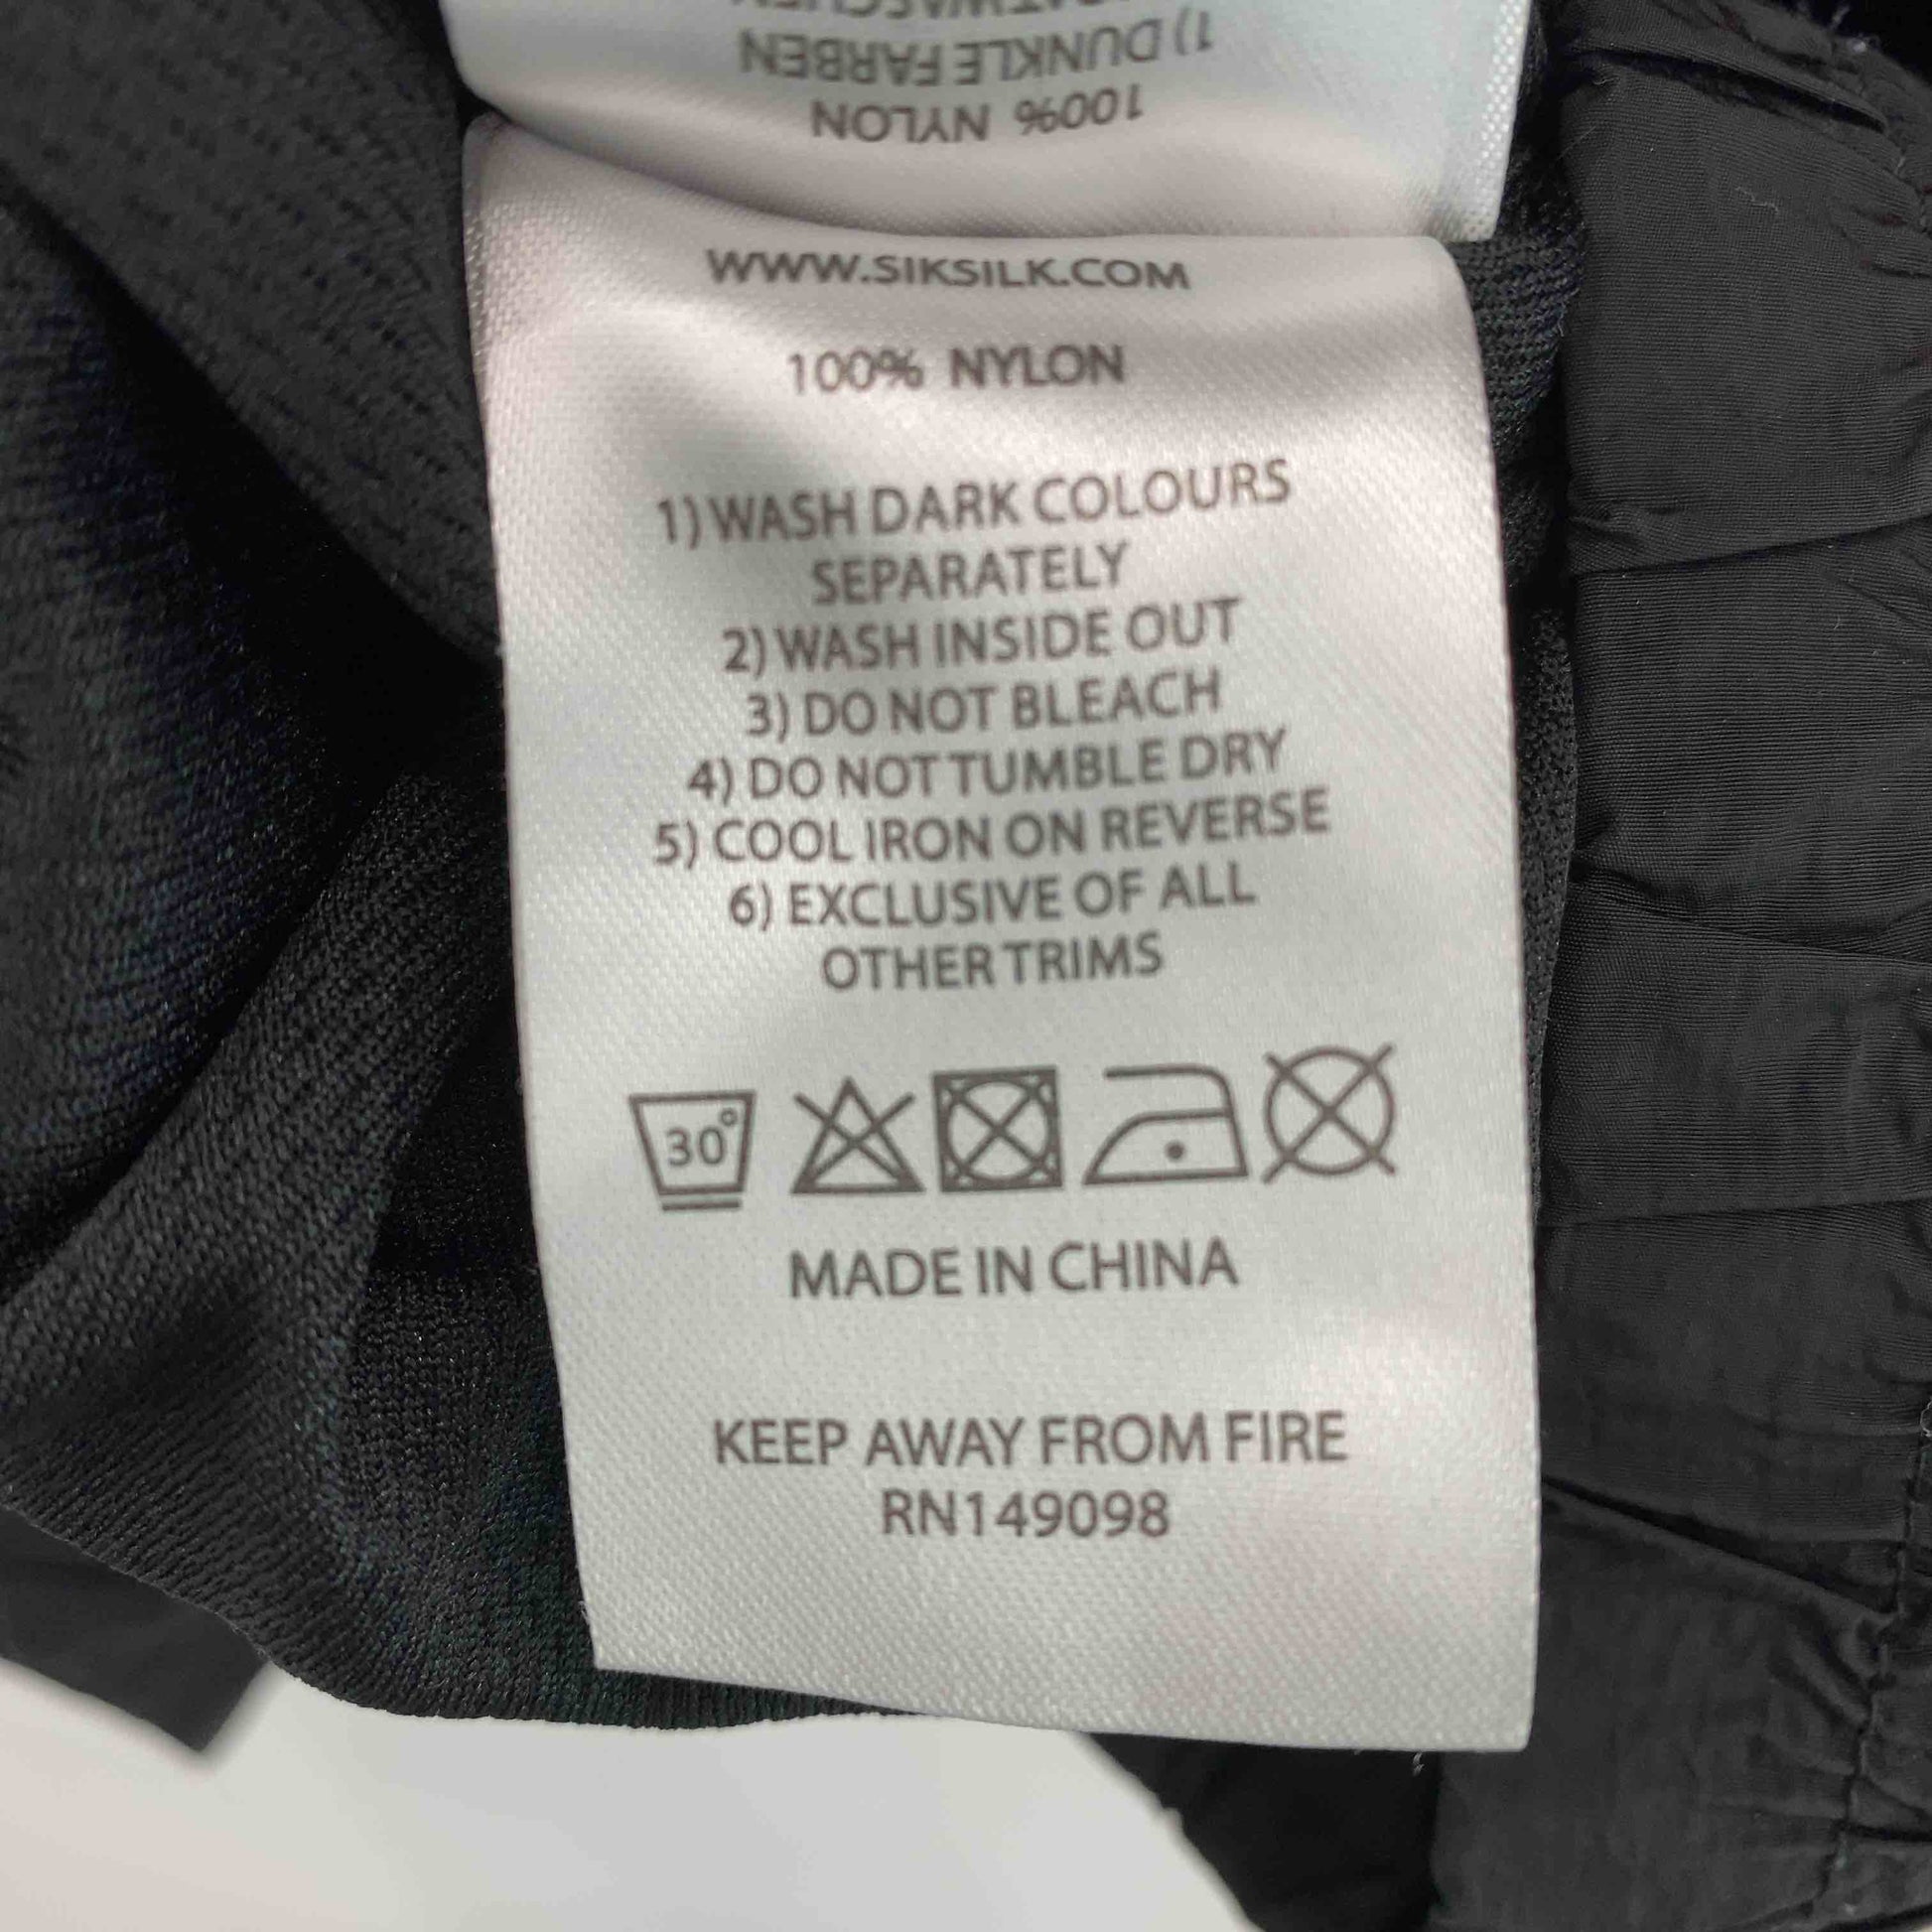 1) DUNKLE FARBEN
100% NYLON
WWW.SIKSILK.COM
100% NYLON
1) WASH DARK COLOURS
SEPARATELY
2) WASH INSIDE OUT
3) DO NOT BLEACH
4) DO NOT TUMBLE DRY
5) COOL IRON ON REVERSE
6) EXCLUSIVE OF ALL
OTHER TRIMS
30°
MADE IN CHINA
KEEP AWAY FROM FIRE
RN149098